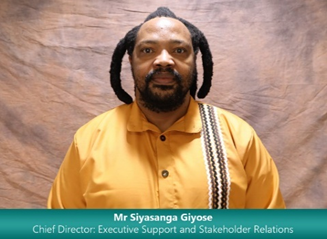 Mr Siyasanga Giyose
Chief Director: Executive Support and Stakeholder Relations